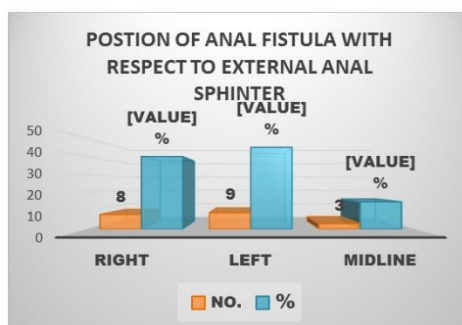 POSTION OF ANAL FISTULA WITH
RESPECT TO EXTERNAL ANAL
SPHINTER
[VALUE]
%
[VALUE]
%
[VALUE]
%
50
40
30
20
10
0
8
9
3
RIGHT
LEFT
MIDLINE
NO.
%